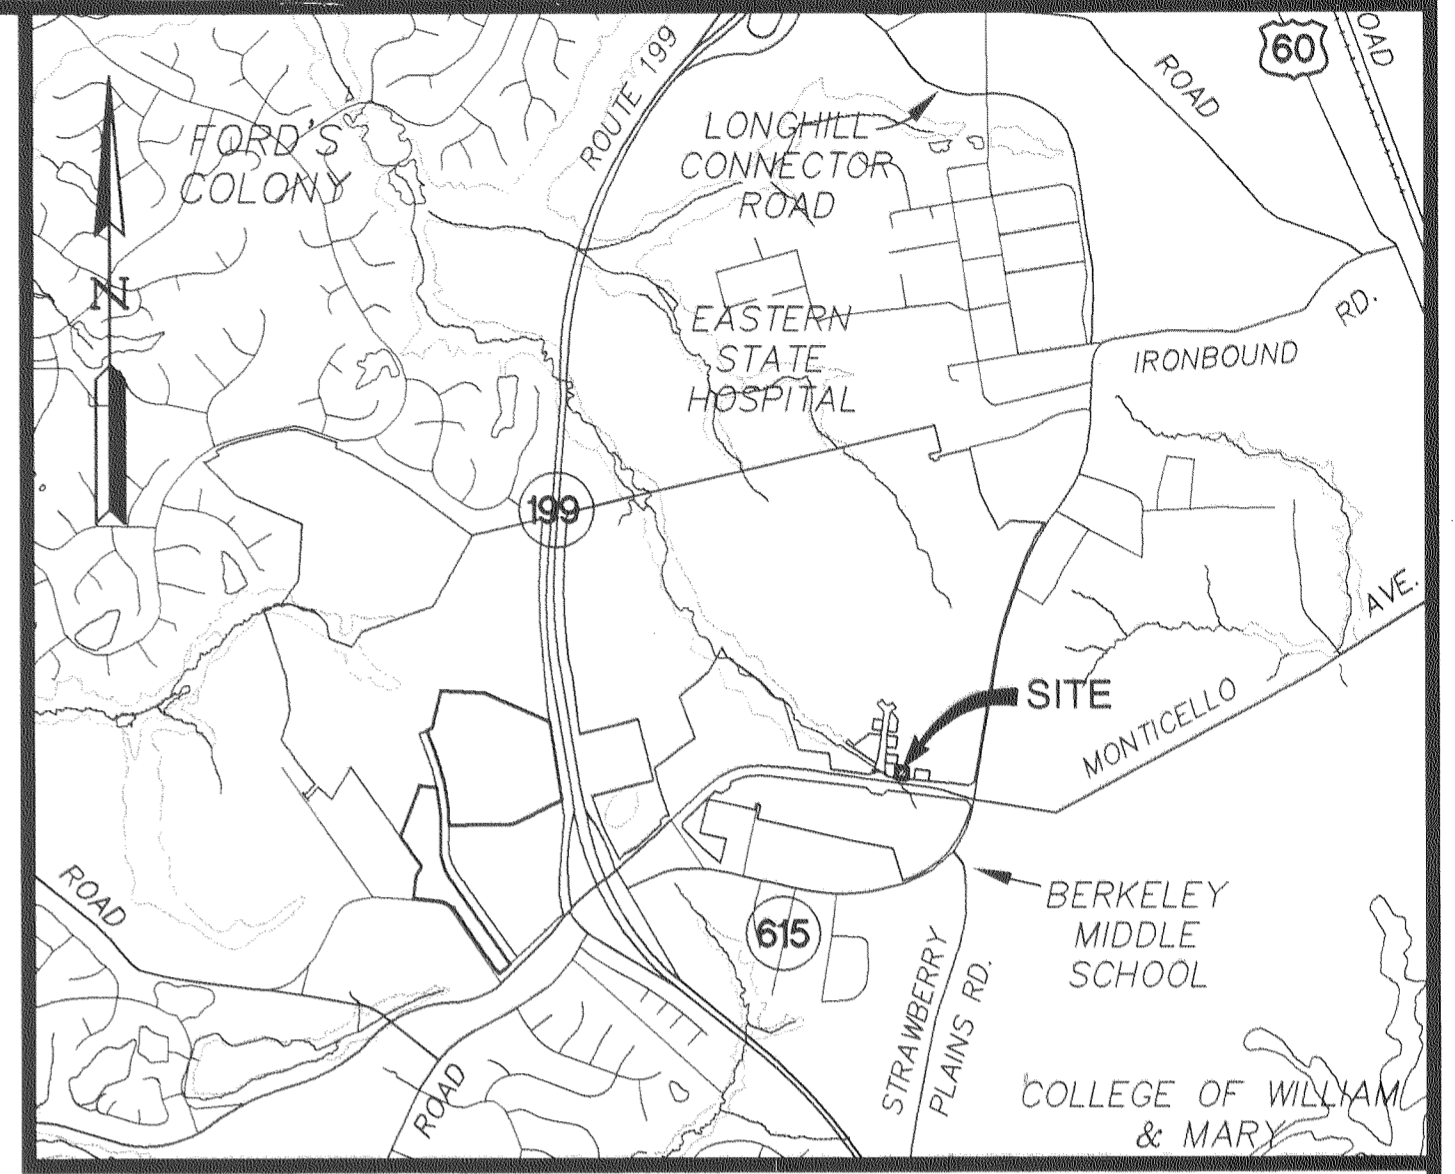 60
OAD
ROAD
ROUTE 199
FORD'S
COLONY
LONGHILL
CONNECTOR
ROAD
N
EASTERN
STATE
HOSPITAL
RD.
IRONBOUND
199
AVE.
SITE
MONTICELLO
ROAD
BERKELEY
MIDDLE
SCHOOL
615
STRAWBERRY
PLAINS RD.
ROAD
COLLEGE OF WILLIAM
& MARY